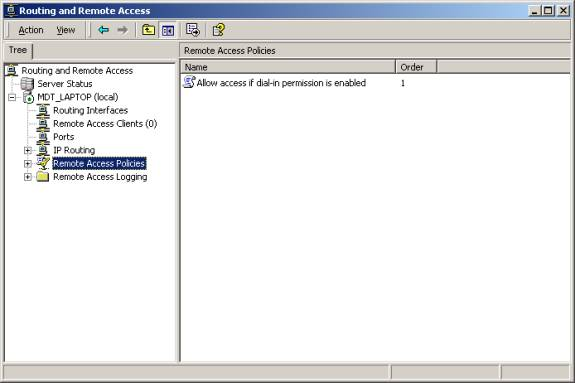 Routing and Remote Access
Action View
Tree
Remote Access Policies
Routing and Remote Access
Server Status
MDT_LAPTOP (local)
Routing Interfaces
Remote Access Clients (0)
Ports
IP Routing
Remote Access Policies
Remote Access Logging
Name Order
Allow access if dial-in permission is enabled 1